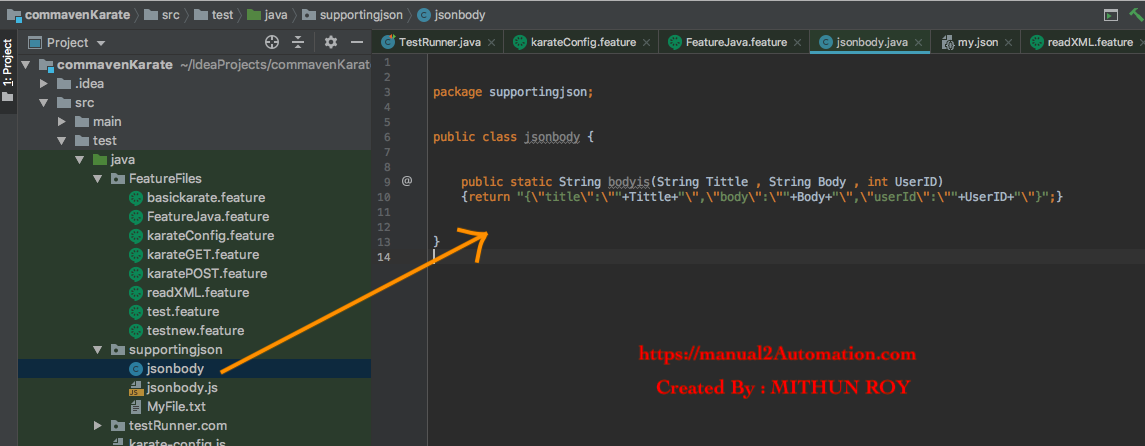 commavenKarate src test java supportingjson jsonbody
1: Project
Project
TestRunner.java karateConfig.feature FeatureJava.feature jsonbody.java my.json readXML.feature
commavenKarate ~/IdeaProjects/commavenKarat
.idea
src
main
test
java
FeatureFiles
basickarate.feature
FeatureJava.feature
karateConfig.feature
karateGET.feature
karatePOST.feature
readXML.feature
test.feature
testnew.feature
supportingjson
jsonbody
jsonbody.js
MyFile.txt
testRunner.com
karate-config.js
1
2
3 package supportingjson;
4
5
6 public class jsonbody {
7
8
9 @ public static String bodyis(String Tittle , String Body , int UserID)
10 {return "{\"title\":\""+Tittle+"\",\"body\":\""+Body+"\",\"userId\":\""+UserID+"\"}";}
11
12
13 }
14
https://manual2Automation.com
Created By : MITHUN ROY